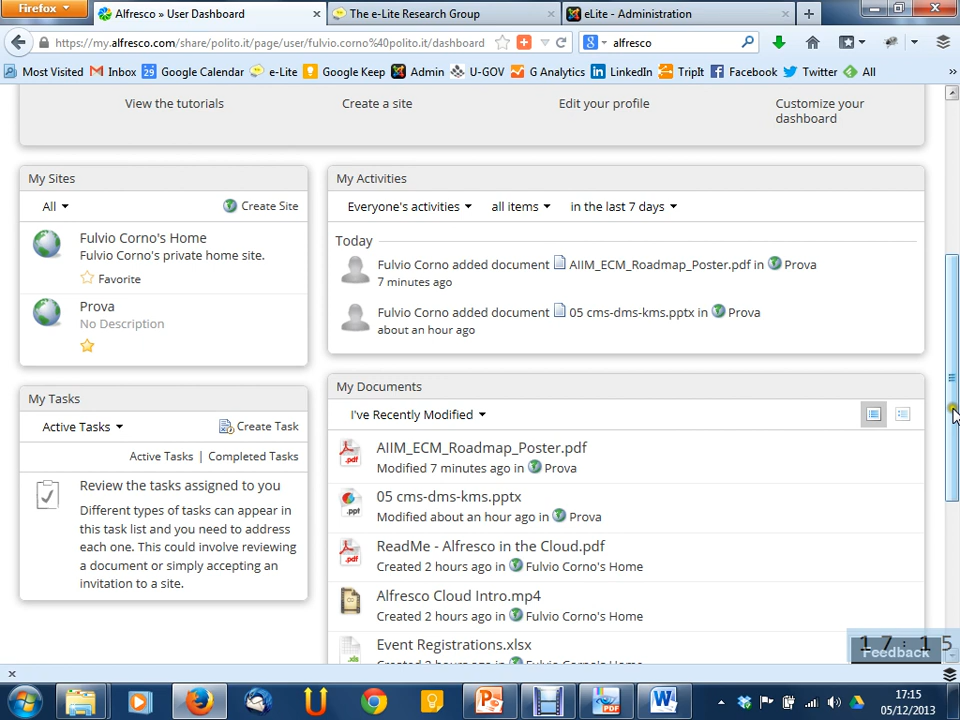 Firefox
Alfresco » User Dashboard
The e-Lite Research Group
eLite - Administration
https://my.alfresco.com/share/polito.it/page/user/fulvio.corno%40polito.it/dashboard
alfresco
Most Visited
Inbox
Google Calendar
e-Lite
Google Keep
Admin
U-GOV
G Analytics
LinkedIn
TripIt
Facebook
Twitter
All
View the tutorials
Create a site
Edit your profile
Customize your
dashboard
My Sites
All
Create Site
Fulvio Corno's Home
Fulvio Corno's private home site.
Favorite
Prova
No Description
My Activities
Everyone's activities
all items
in the last 7 days
Today
Fulvio Corno added document AIIM_ECM_Roadmap_Poster.pdf in Prova
7 minutes ago
Fulvio Corno added document 05 cms-dms-kms.pptx in Prova
about an hour ago
My Tasks
Active Tasks
Create Task
Active Tasks | Completed Tasks
Review the tasks assigned to you
Different types of tasks can appear in
this task list and you need to address
each one. This could involve reviewing
a document or simply accepting an
invitation to a site.
My Documents
I've Recently Modified
AIIM_ECM_Roadmap_Poster.pdf
Modified 7 minutes ago in Prova
05 cms-dms-kms.pptx
Modified about an hour ago in Prova
ReadMe - Alfresco in the Cloud.pdf
Created 2 hours ago in Fulvio Corno's Home
Alfresco Cloud Intro.mp4
Created 2 hours ago in Fulvio Corno's Home
Event Registrations.xlsx
Created 2 hours ago in Fulvio Corno's Home
17:15
Feedback
17:15
05/12/2013